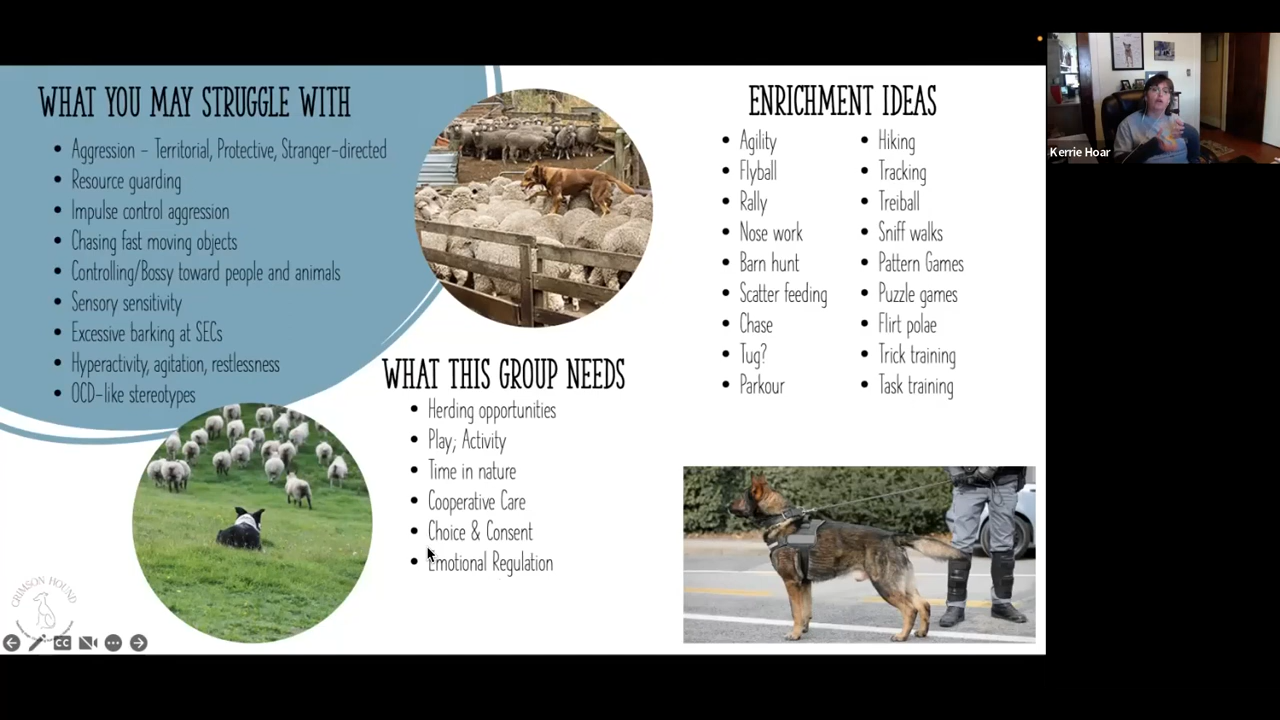 WHAT YOU MAY STRUGGLE WITH
• Aggression – Territorial, Protective, Stranger-directed
• Resource guarding
• Impulse control aggression
• Chasing fast moving objects
• Controlling/Bossy toward people and animals
• Sensory sensitivity
• Excessive barking at SECs
• Hyperactivity, agitation, restlessness
• OCD-like stereotypes
WHAT THIS GROUP NEEDS
• Herding opportunities
• Play; Activity
• Time in nature
• Cooperative Care
• Choice & Consent
• Emotional Regulation
ENRICHMENT IDEAS
• Agility
• Flyball
• Rally
• Nose work
• Barn hunt
• Scatter feeding
• Chase
• Tug?
• Parkour
• Hiking
• Tracking
• Treiball
• Sniff walks
• Pattern Games
• Puzzle games
• Flirt polae
• Trick training
• Task training
Kerrie Hoar
CRIMSON HOUND
CC